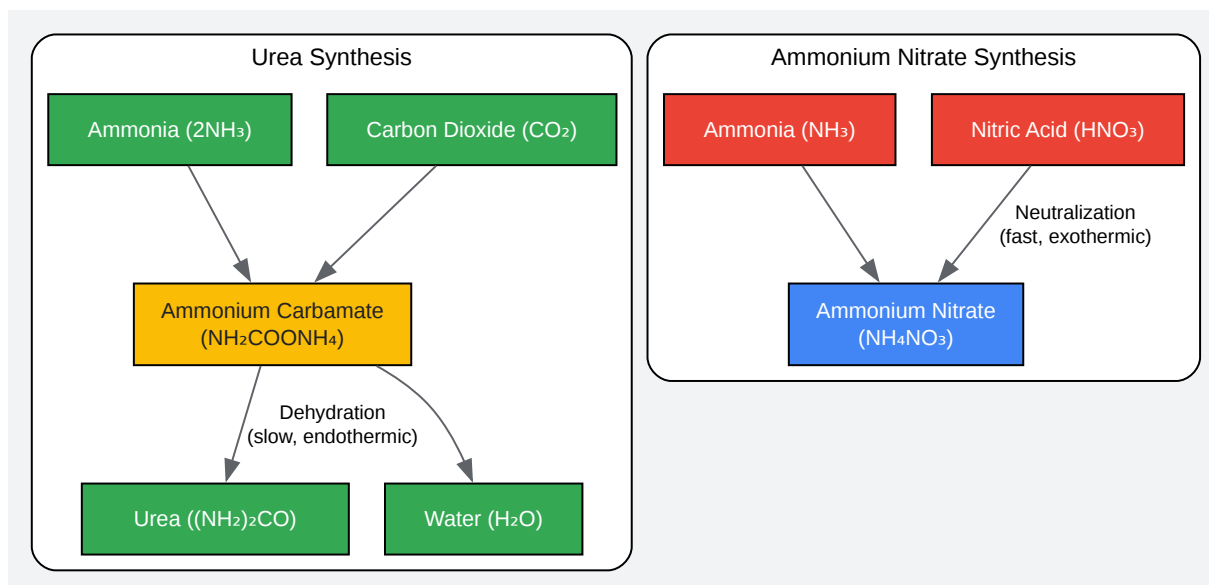 Urea Synthesis
Ammonia (2NH₃)
Carbon Dioxide (CO₂)
Ammonium Carbamate
(NH₂COONH₄)
Dehydration
(slow, endothermic)
Urea ((NH₂)₂CO)
Water (H₂O)
Ammonium Nitrate Synthesis
Ammonia (NH₃)
Nitric Acid (HNO₃)
Neutralization
(fast, exothermic)
Ammonium Nitrate
(NH₄NO₃)